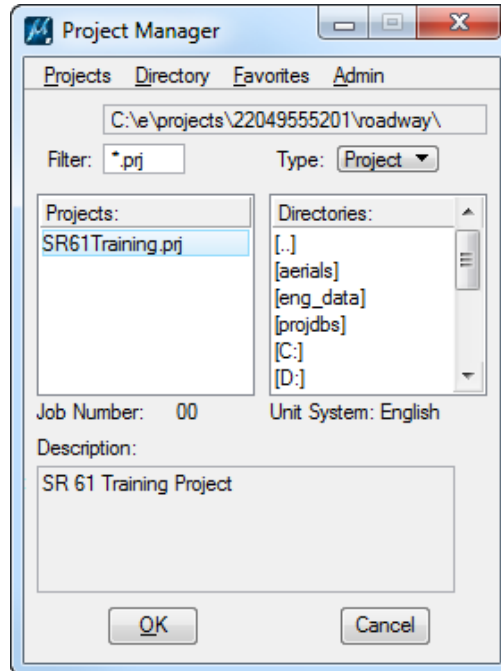 Project Manager
Projects Directory Favorites Admin
C:\e\projects\22049555201\roadway\
Filter: *.prj Type: Project
Projects: Directories:
SR61Training.prj [..]
[aerials]
[eng_data]
[projdbs]
[C:]
[D:]
Job Number: 00 Unit System: English
Description:
SR 61 Training Project
OK Cancel